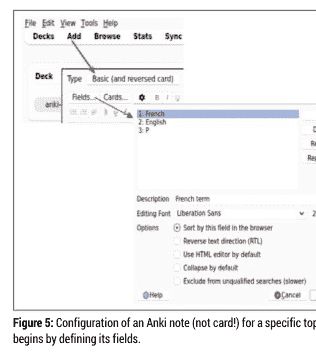 File Edit View Tools Help
Decks Add Browse Stats Sync
Deck
Type Basic (and reversed card)
Fields... Cards... B I U
anki-
1: French
2: English
3: P
D
Re
Rep
Description French term
Editing Font Liberation Sans 2
Options Sort by this field in the browser
Reverse text direction (RTL)
Use HTML editor by default
Collapse by default
Exclude from unqualified searches (slower)
Help Cancel
Figure 5: Configuration of an Anki note (not card!) for a specific top
begins by defining its fields.